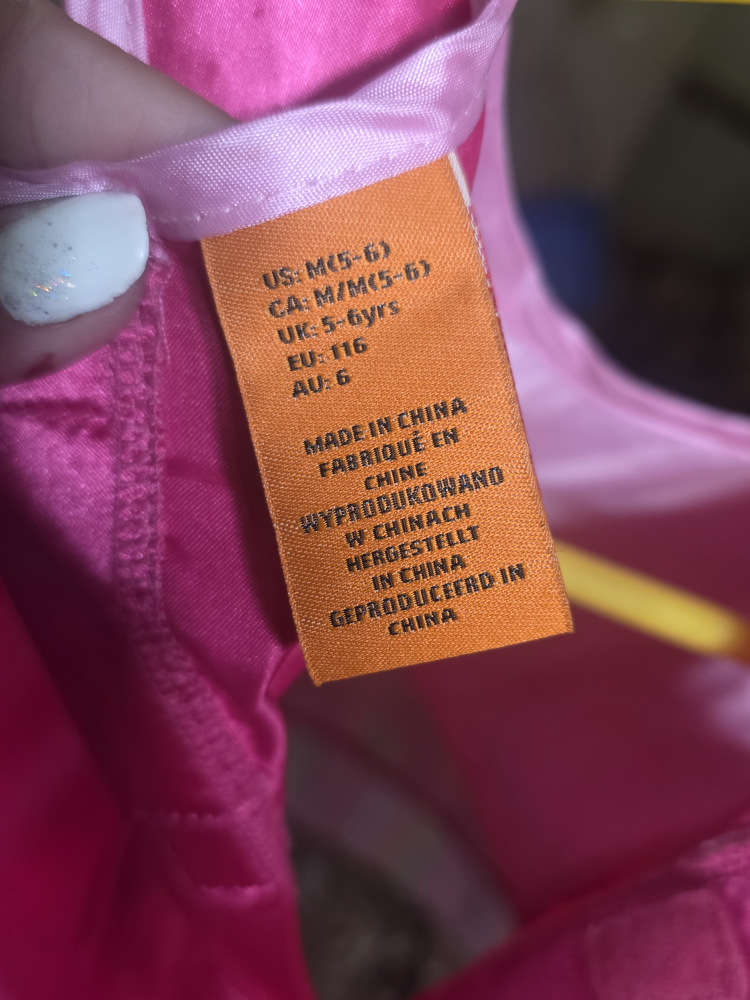 US: M(5-6)
CA: M/M(5-6)
UK: 5-6yrs
EU: 116
AU: 6
MADE IN CHINA
FABRIQUÉ EN
CHINE
WYPRODUKOWANO
W CHINACH
HERGESTELLT
IN CHINA
GEPRODUCEERD IN
CHINA